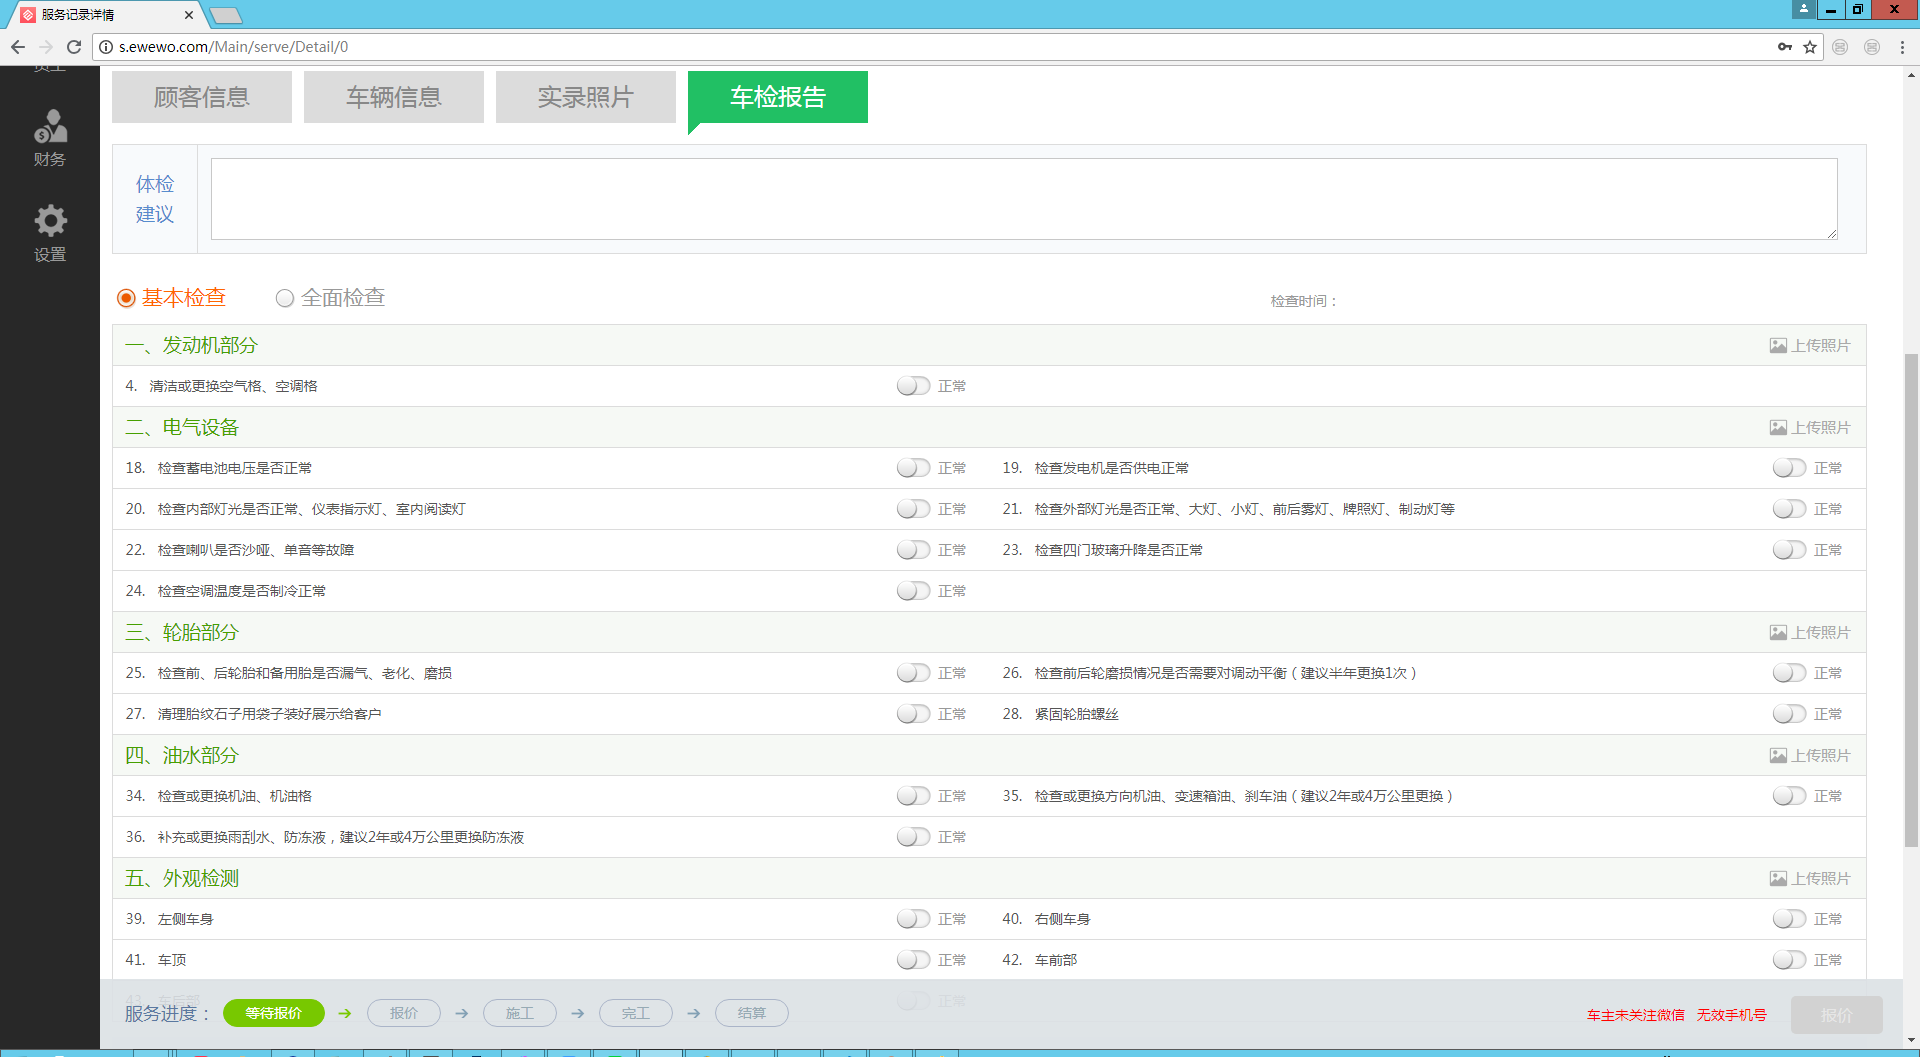 服务记录详情
s.ewewo.com/Main/serve/Detail/0
员工
财务
设置
顾客信息 车辆信息 实录照片 车检报告
体检
建议
基本检查 全面检查 检查时间：
一、发动机部分 上传照片
4. 清洁或更换空气格、空调格 正常
二、电气设备 上传照片
18. 检查蓄电池电压是否正常 正常 19. 检查发电机是否供电正常 正常
20. 检查内部灯光是否正常、仪表指示灯、室内阅读灯 正常 21. 检查外部灯光是否正常、大灯、小灯、前后雾灯、牌照灯、制动灯等 正常
22. 检查喇叭是否沙哑、单音等故障 正常 23. 检查四门玻璃升降是否正常 正常
24. 检查空调温度是否制冷正常 正常
三、轮胎部分 上传照片
25. 检查前、后轮胎和备用胎是否漏气、老化、磨损 正常 26. 检查前后轮磨损情况是否需要对调动平衡（建议半年更换1次） 正常
27. 清理胎纹石子用袋子装好展示给客户 正常 28. 紧固轮胎螺丝 正常
四、油水部分 上传照片
34. 检查或更换机油、机油格 正常 35. 检查或更换方向机油、变速箱油、刹车油（建议2年或4万公里更换） 正常
36. 补充或更换雨刮水、防冻液，建议2年或4万公里更换防冻液 正常
五、外观检测 上传照片
39. 左侧车身 正常 40. 右侧车身 正常
41. 车顶 正常 42. 车前部 正常
43. 车后部 正常
服务进度： 等待报价 报价 施工 完工 结算 车主未关注微信 无效手机号 报价